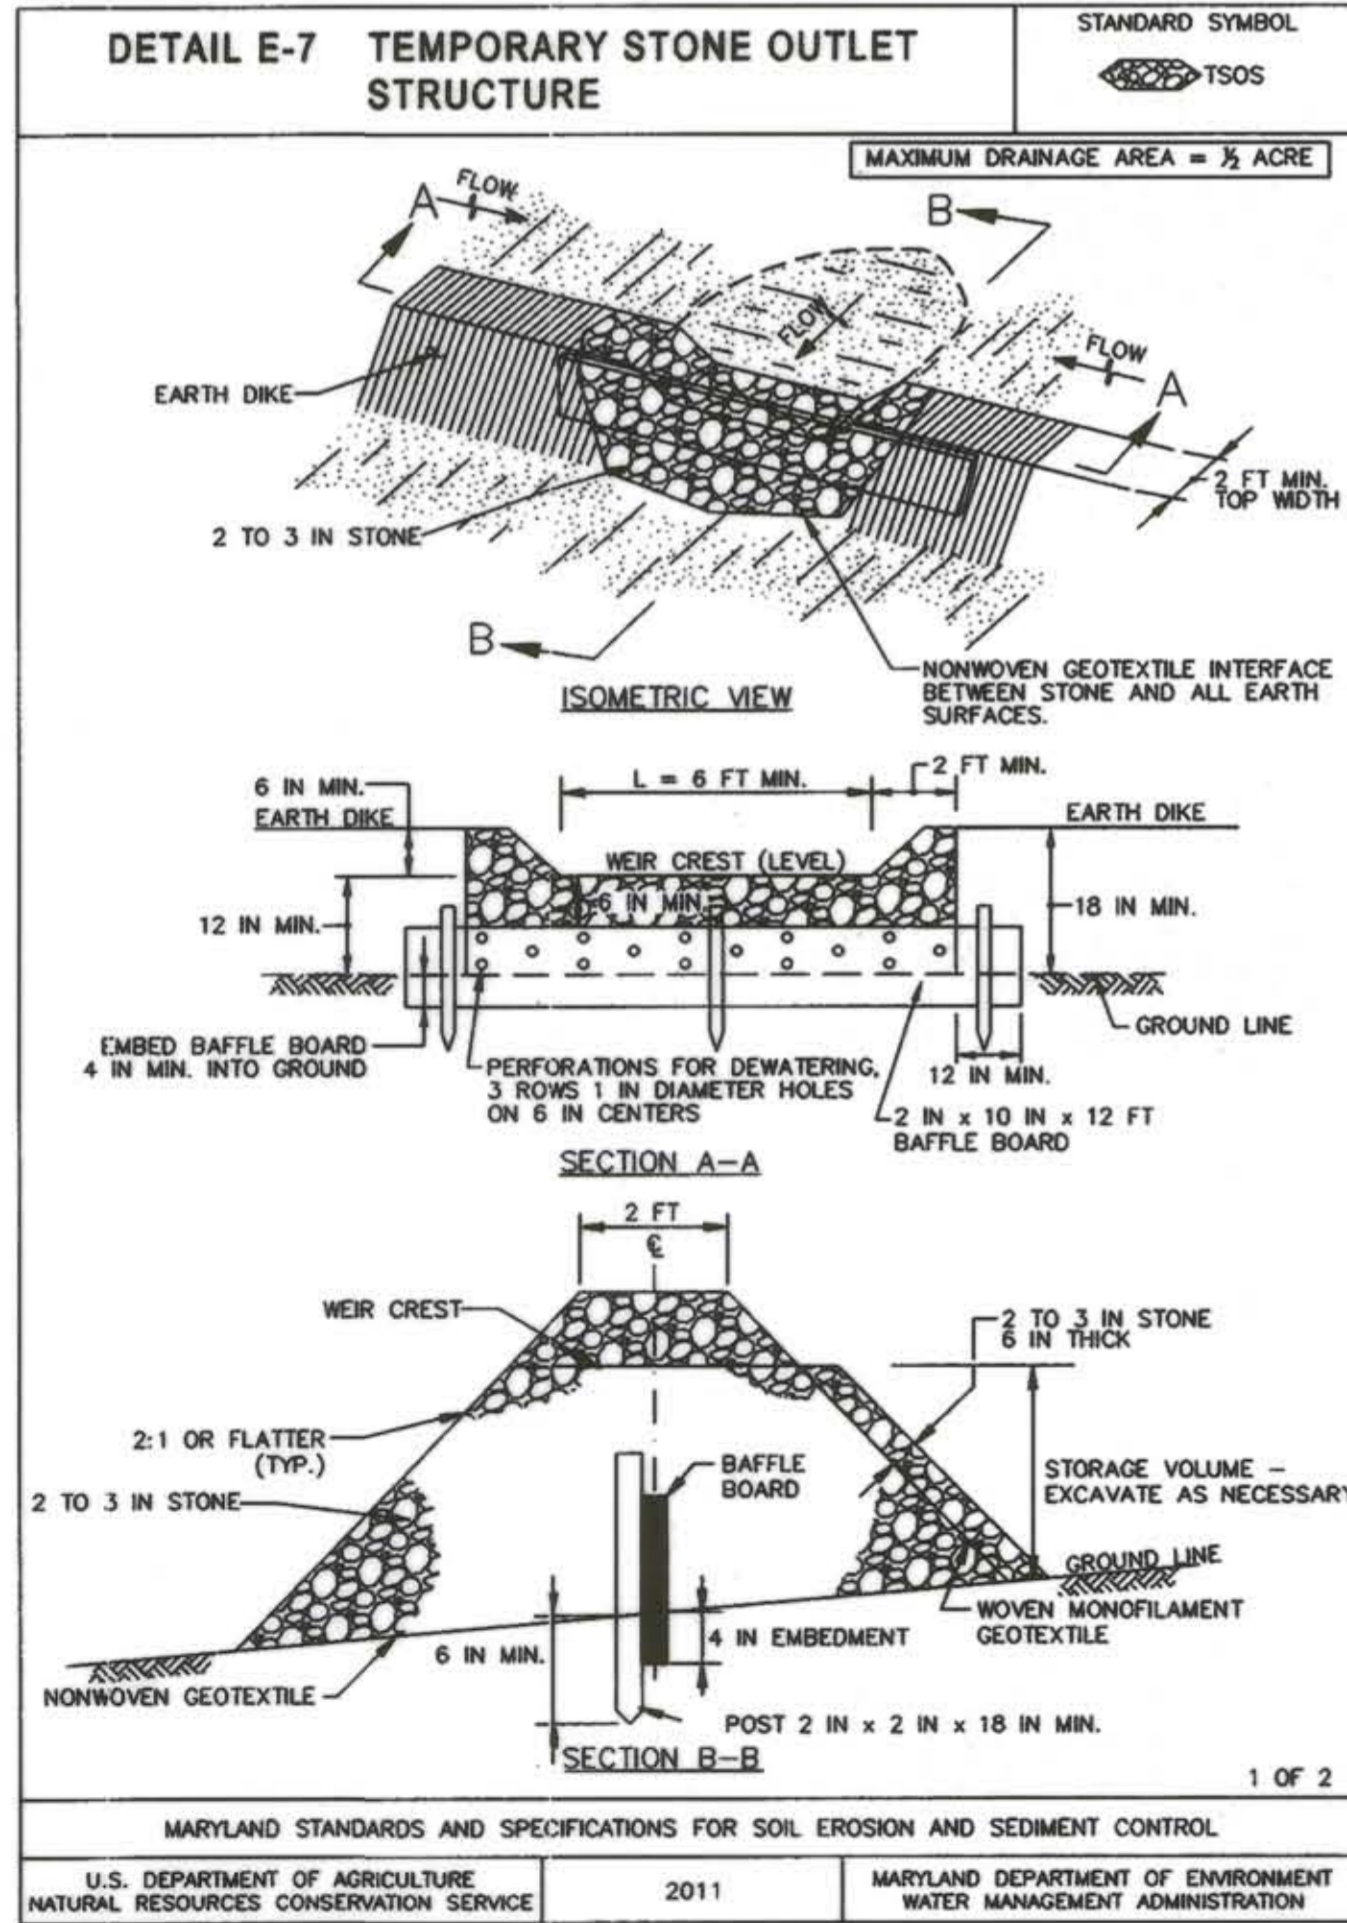 DETAIL E-7 TEMPORARY STONE OUTLET
STRUCTURE
STANDARD SYMBOL
TSOS
MAXIMUM DRAINAGE AREA = ½ ACRE
FLOW
A
B
FLOW
FLOW
A
EARTH DIKE
2 FT MIN.
TOP WIDTH
2 TO 3 IN STONE
B
NONWOVEN GEOTEXTILE INTERFACE
BETWEEN STONE AND ALL EARTH
SURFACES.
ISOMETRIC VIEW
6 IN MIN.
L = 6 FT MIN.
2 FT MIN.
EARTH DIKE
EARTH DIKE
WEIR CREST (LEVEL)
6 IN MIN.
12 IN MIN.
18 IN MIN.
GROUND LINE
EMBED BAFFLE BOARD
4 IN MIN. INTO GROUND
PERFORATIONS FOR DEWATERING,
3 ROWS 1 IN DIAMETER HOLES
ON 6 IN CENTERS
12 IN MIN.
2 IN x 10 IN x 12 FT
BAFFLE BOARD
SECTION A-A
2 FT
℄
WEIR CREST
2 TO 3 IN STONE
6 IN THICK
2:1 OR FLATTER
(TYP.)
BAFFLE
BOARD
STORAGE VOLUME –
EXCAVATE AS NECESSARY
2 TO 3 IN STONE
GROUND LINE
WOVEN MONOFILAMENT
GEOTEXTILE
4 IN EMBEDMENT
6 IN MIN.
NONWOVEN GEOTEXTILE
POST 2 IN x 2 IN x 18 IN MIN.
SECTION B-B
1 OF 2
MARYLAND STANDARDS AND SPECIFICATIONS FOR SOIL EROSION AND SEDIMENT CONTROL
U.S. DEPARTMENT OF AGRICULTURE
NATURAL RESOURCES CONSERVATION SERVICE
2011
MARYLAND DEPARTMENT OF ENVIRONMENT
WATER MANAGEMENT ADMINISTRATION